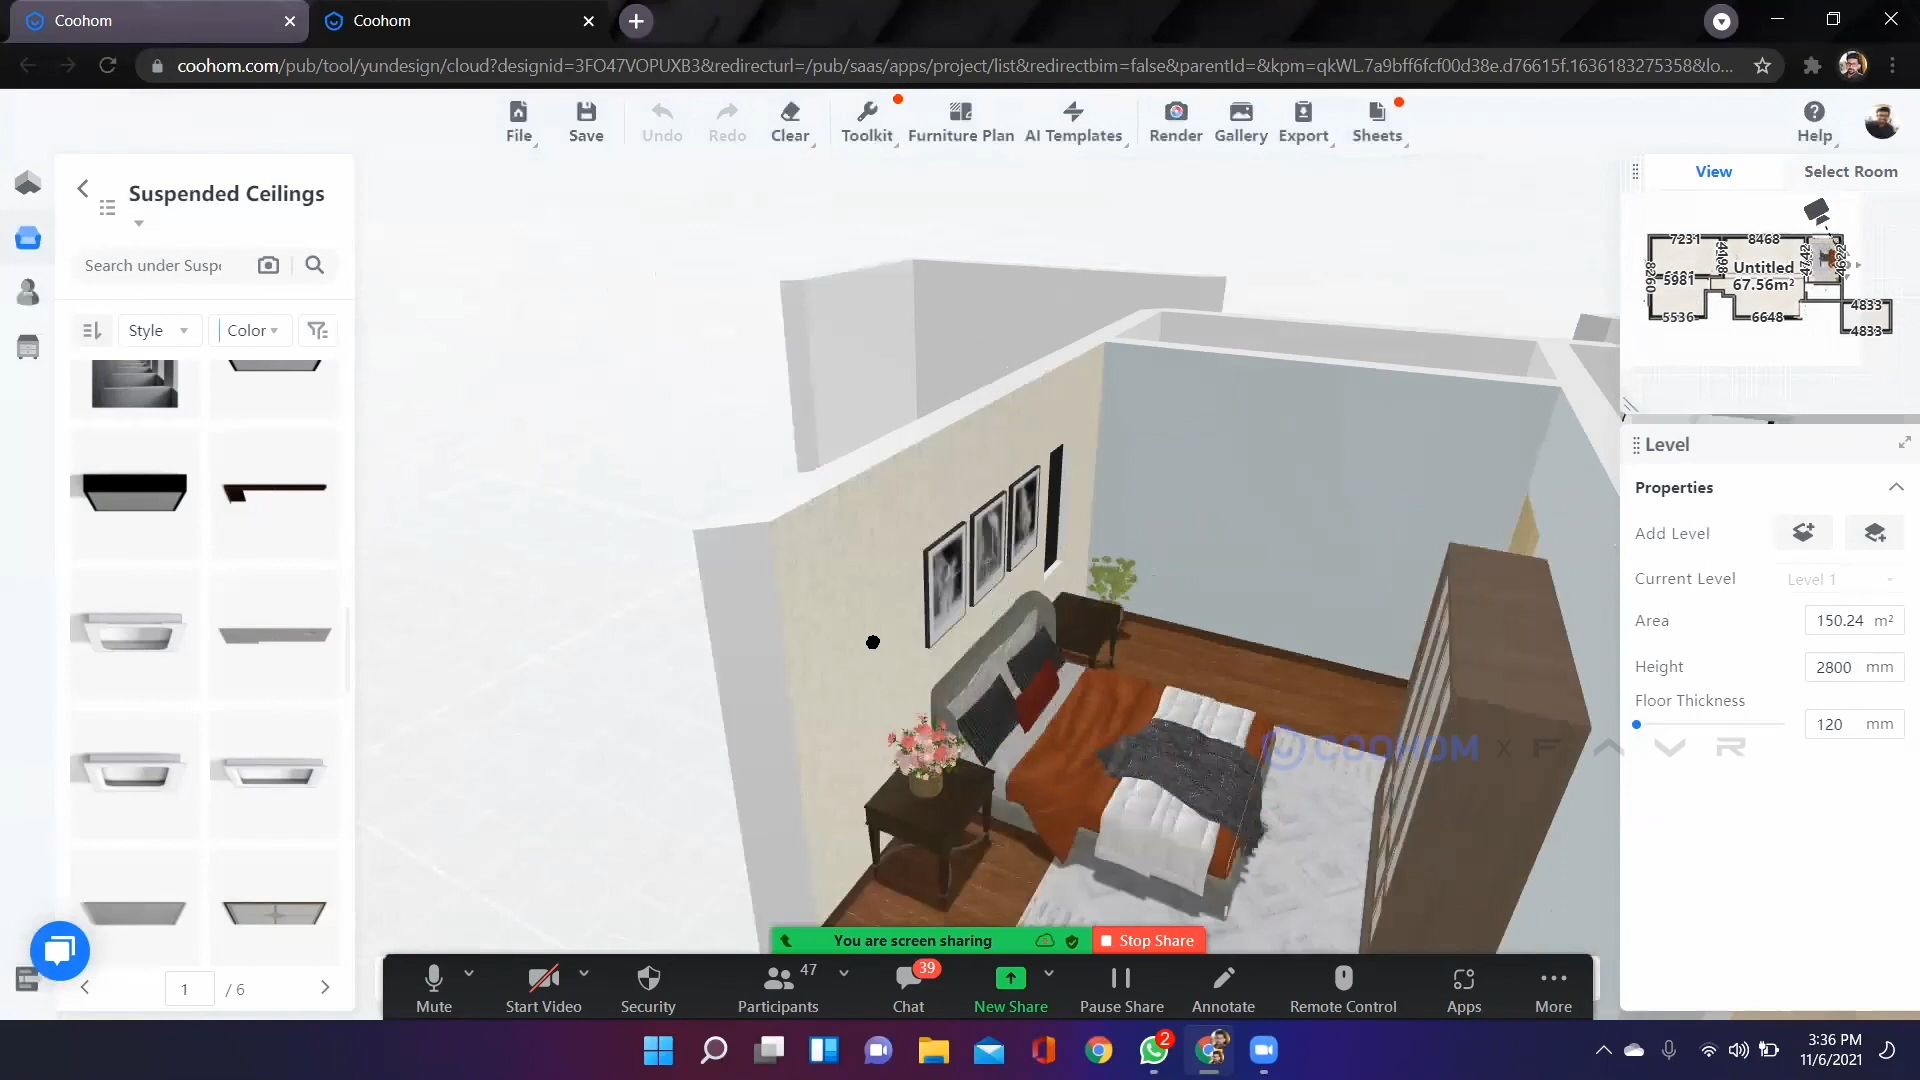 Coohom
Coohom
coohom.com/pub/tool/yundesign/cloud?designid=3FO47VOPUXB3&redirecturl=/pub/saas/apps/project/list&redirectbim=false&parentId=&kpm=qkWL.7a9bff6fcf00d38e.d76615f.1636183275358&lo...
File
Save
Undo
Redo
Clear
Toolkit
Furniture Plan
AI Templates
Render
Gallery
Export
Sheets
Help
Suspended Ceilings
Search under Susp
Style
Color
1 / 6
View
Select Room
7231
8468
8260
5981
Untitled
67.56m²
4742
4622
4833
5536
6648
4833
Level
Properties
Add Level
Current Level
Level 1
Area
150.24 m²
Height
2800 mm
Floor Thickness
120 mm
COOHOM x F A V R
You are screen sharing
Stop Share
Mute
Start Video
Security
Participants
47
Chat
39
New Share
Pause Share
Annotate
Remote Control
Apps
More
2
3:36 PM
11/6/2021